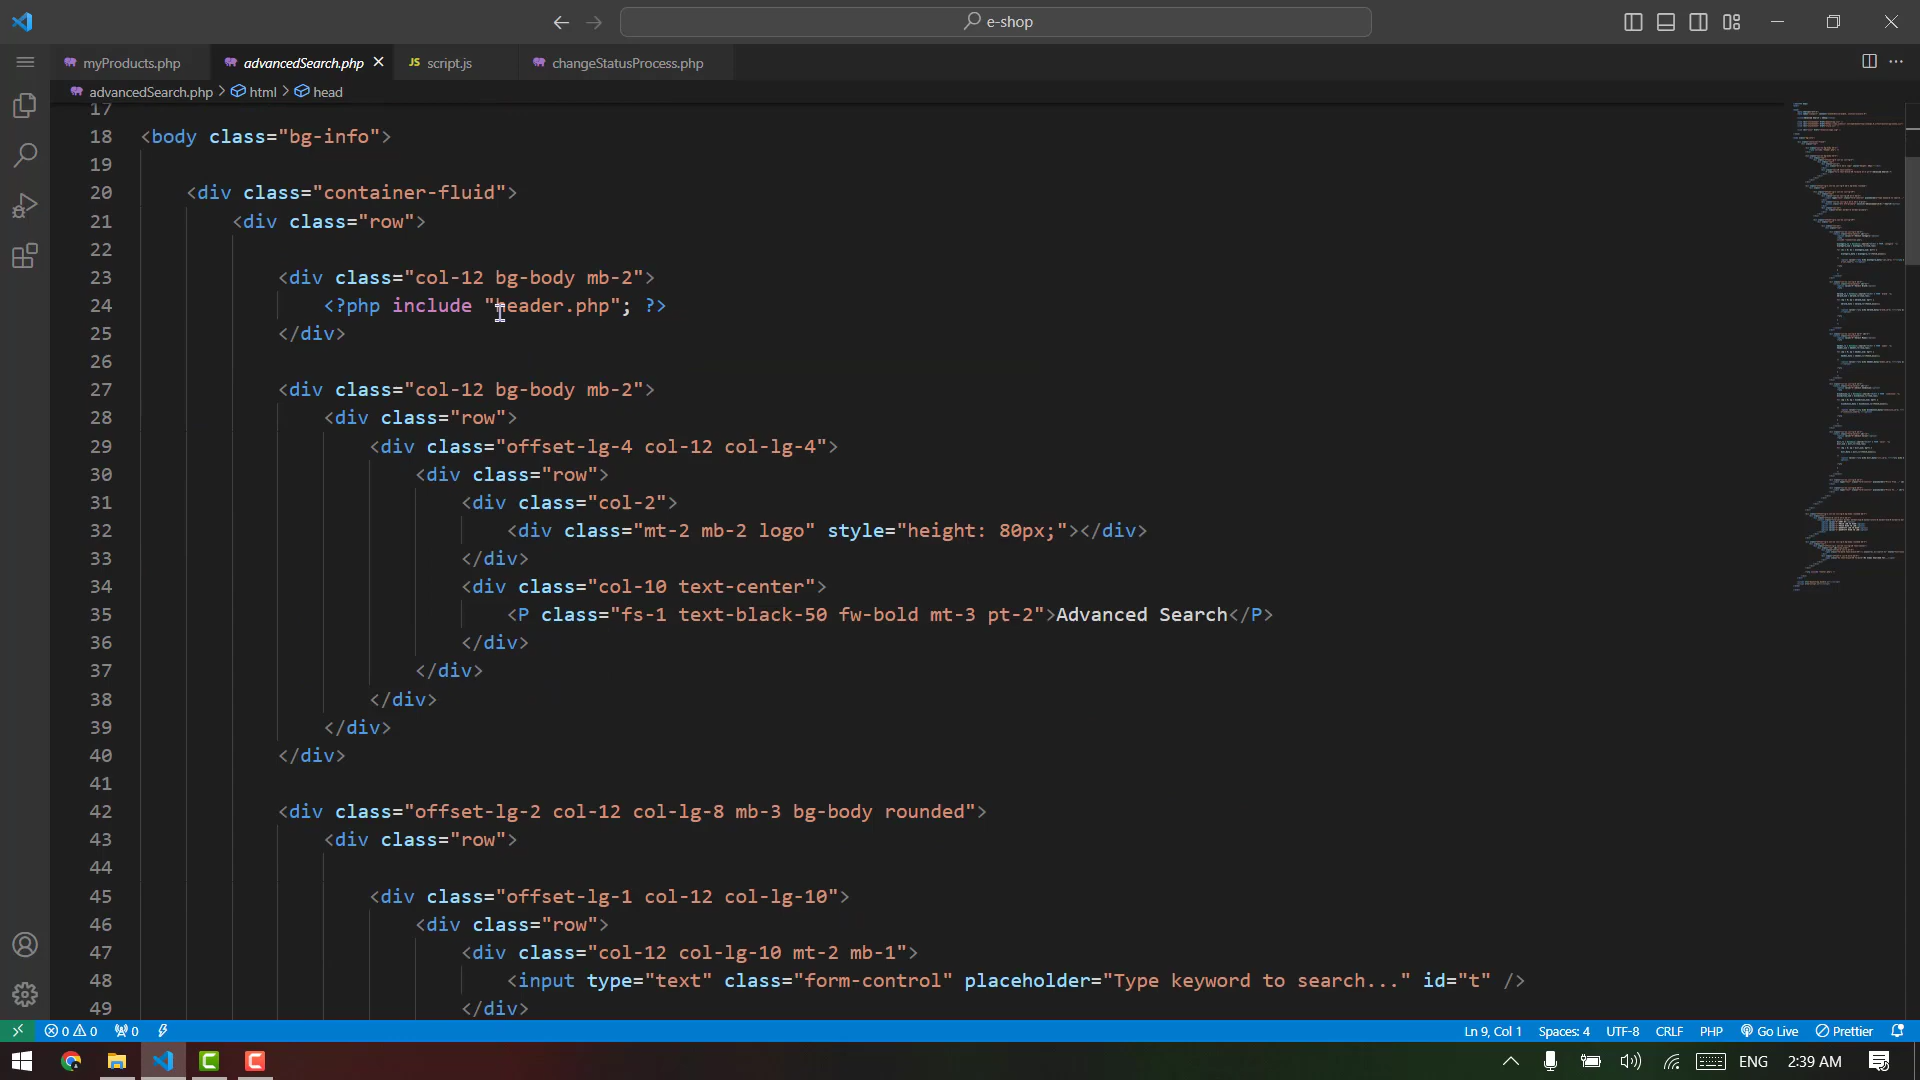 e-shop
myProducts.php
advancedSearch.php
JS script.js
changeStatusProcess.php
advancedSearch.php > html > head
17
18 <body class="bg-info">
19
20 <div class="container-fluid">
21 <div class="row">
22
23 <div class="col-12 bg-body mb-2">
24 <?php include "header.php"; ?>
25 </div>
26
27 <div class="col-12 bg-body mb-2">
28 <div class="row">
29 <div class="offset-lg-4 col-12 col-lg-4">
30 <div class="row">
31 <div class="col-2">
32 <div class="mt-2 mb-2 logo" style="height: 80px;"></div>
33 </div>
34 <div class="col-10 text-center">
35 <P class="fs-1 text-black-50 fw-bold mt-3 pt-2">Advanced Search</P>
36 </div>
37 </div>
38 </div>
39 </div>
40 </div>
41
42 <div class="offset-lg-2 col-12 col-lg-8 mb-3 bg-body rounded">
43 <div class="row">
44
45 <div class="offset-lg-1 col-12 col-lg-10">
46 <div class="row">
47 <div class="col-12 col-lg-10 mt-2 mb-1">
48 <input type="text" class="form-control" placeholder="Type keyword to search..." id="t" />
49 </div>
0 0 0 Ln 9, Col 1 Spaces: 4 UTF-8 CRLF PHP Go Live Prettier
ENG 2:39 AM